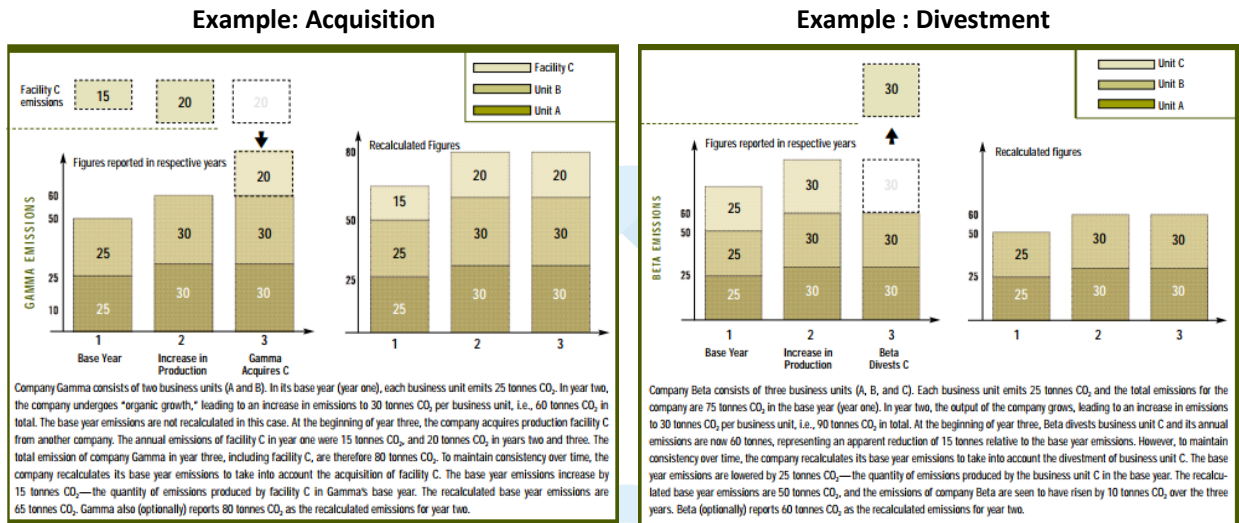 Example: Acquisition
Facility C
emissions
15
20
20
Facility C
Unit B
Unit A
Figures reported in respective years
GAMMA EMISSIONS
60
50
25
10
25
25
30
30
20
30
30
1
2
3
Base Year
Increase in
Production
Gamma
Acquires C
Recalculated Figures
80
50
25
15
25
25
20
30
30
20
30
30
1
2
3
Company Gamma consists of two business units (A and B). In its base year (year one), each business unit emits 25 tonnes CO₂. In year two,
the company undergoes "organic growth," leading to an increase in emissions to 30 tonnes CO₂ per business unit, i.e., 60 tonnes CO₂ in
total. The base year emissions are not recalculated in this case. At the beginning of year three, the company acquires production facility C
from another company. The annual emissions of facility C in year one were 15 tonnes CO₂, and 20 tonnes CO₂ in years two and three. The
total emission of company Gamma in year three, including facility C, are therefore 80 tonnes CO₂. To maintain consistency over time, the
company recalculates its base year emissions to take into account the acquisition of facility C. The base year emissions increase by
15 tonnes CO₂—the quantity of emissions produced by facility C in Gamma's base year. The recalculated base year emissions are
65 tonnes CO₂. Gamma also (optionally) reports 80 tonnes CO₂ as the recalculated emissions for year two.
Example : Divestment
30
Unit C
Unit B
Unit A
Figures reported in respective years
BETA EMISSIONS
60
50
25
25
25
25
30
30
30
30
30
30
1
2
3
Base Year
Increase in
Production
Beta
Divests C
Recalculated figures
60
50
25
25
25
30
30
30
30
1
2
3
Company Beta consists of three business units (A, B, and C). Each business unit emits 25 tonnes CO₂ and the total emissions for the
company are 75 tonnes CO₂ in the base year (year one). In year two, the output of the company grows, leading to an increase in emissions
to 30 tonnes CO₂ per business unit, i.e., 90 tonnes CO₂ in total. At the beginning of year three, Beta divests business unit C and its annual
emissions are now 60 tonnes, representing an apparent reduction of 15 tonnes relative to the base year emissions. However, to maintain
consistency over time, the company recalculates its base year emissions to take into account the divestment of business unit C. The base
year emissions are lowered by 25 tonnes CO₂—the quantity of emissions produced by the business unit C in the base year. The recalcu-
lated base year emissions are 50 tonnes CO₂, and the emissions of company Beta are seen to have risen by 10 tonnes CO₂ over the three
years. Beta (optionally) reports 60 tonnes CO₂ as the recalculated emissions for year two.